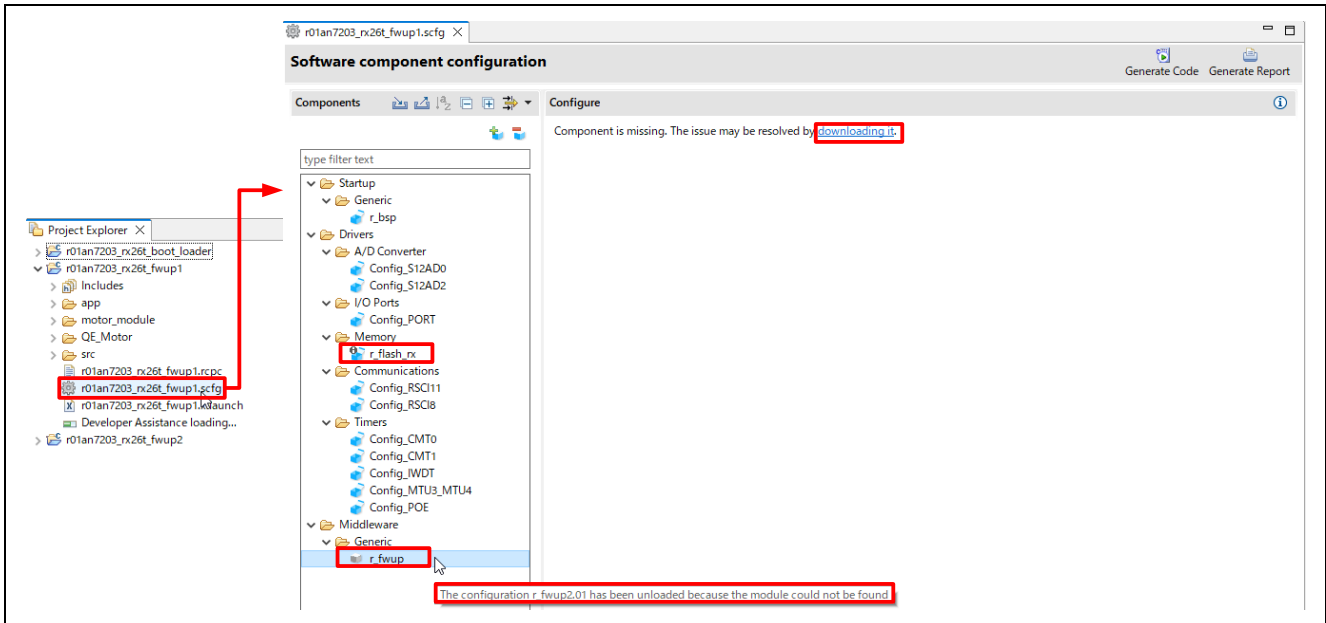 r01an7203_rx26t_fwup1.scfg
Software component configuration
Generate Code Generate Report
Components
Configure
Component is missing. The issue may be resolved by downloading it.
type filter text
Startup
Generic
r_bsp
Drivers
A/D Converter
Config_S12AD0
Config_S12AD2
I/O Ports
Config_PORT
Memory
r_flash_rx
Communications
Config_RSCI11
Config_RSCI8
Timers
Config_CMT0
Config_CMT1
Config_IWDT
Config_MTU3_MTU4
Config_POE
Middleware
Generic
r_fwup
The configuration r_fwup2.01 has been unloaded because the module could not be found
Project Explorer
r01an7203_rx26t_boot_loader
r01an7203_rx26t_fwup1
Includes
app
motor_module
QE_Motor
src
r01an7203_rx26t_fwup1.rcpc
r01an7203_rx26t_fwup1.scfg
r01an7203_rx26t_fwup1.xlaunch
Developer Assistance loading...
r01an7203_rx26t_fwup2